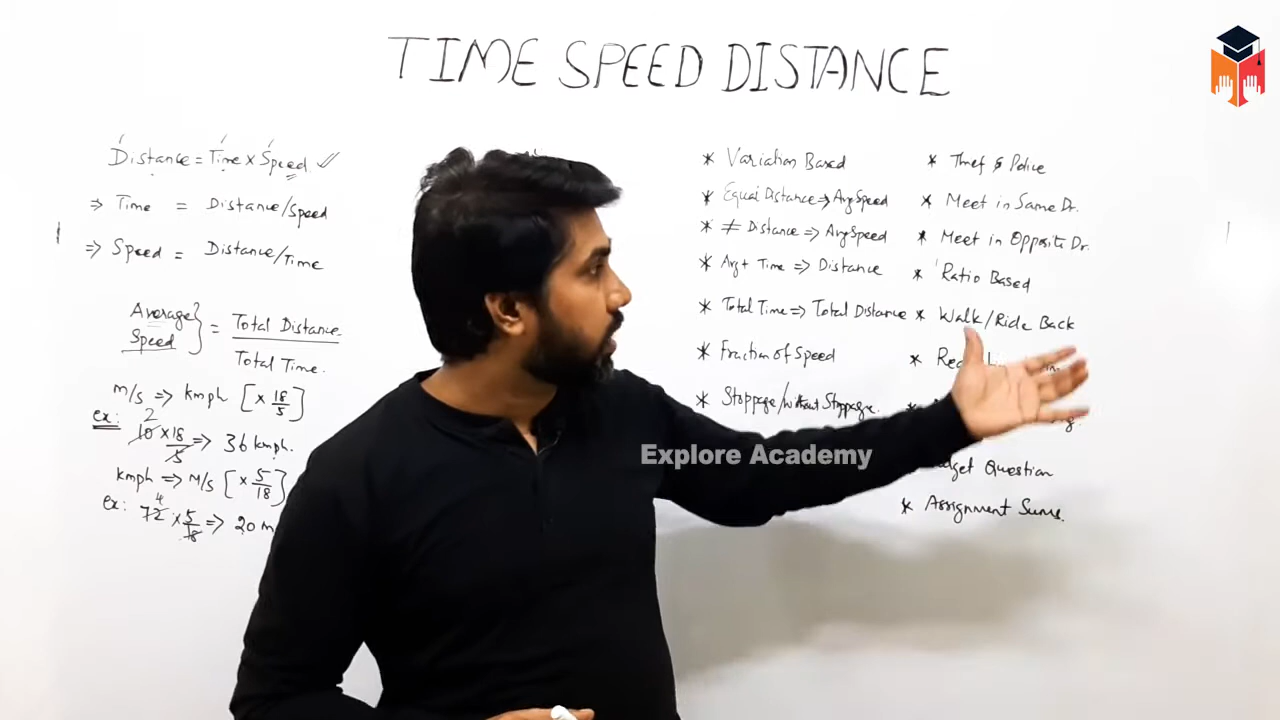 TIME SPEED DISTANCE
Distance = Time x Speed. ✓
⇒ Time = Distance/Speed
⇒ Speed = Distance/Time
Average Speed } = Total Distance / Total Time.
M/s ⇒ kmph [× 18/5]
ex: 10 × 18/5 ⇒ 36 kmph.
2
kmph ⇒ M/s [× 5/18]
ex: 72 × 5/18 ⇒ 20 m
4
* Variation Based
* Equal Distance ⇒ Avg Speed
* ≠ Distance ⇒ Avg Speed
* Avg + Time ⇒ Distance
* Total Time ⇒ Total Distance
* Fraction of Speed
* Stoppage/without Stoppage.
* Thief & Police
* Meet in Same Dr.
* Meet in Opposite Dr.
* Ratio Based
* Walk/Ride Back
*
*
Question
* Assignment Sums.
Explore Academy